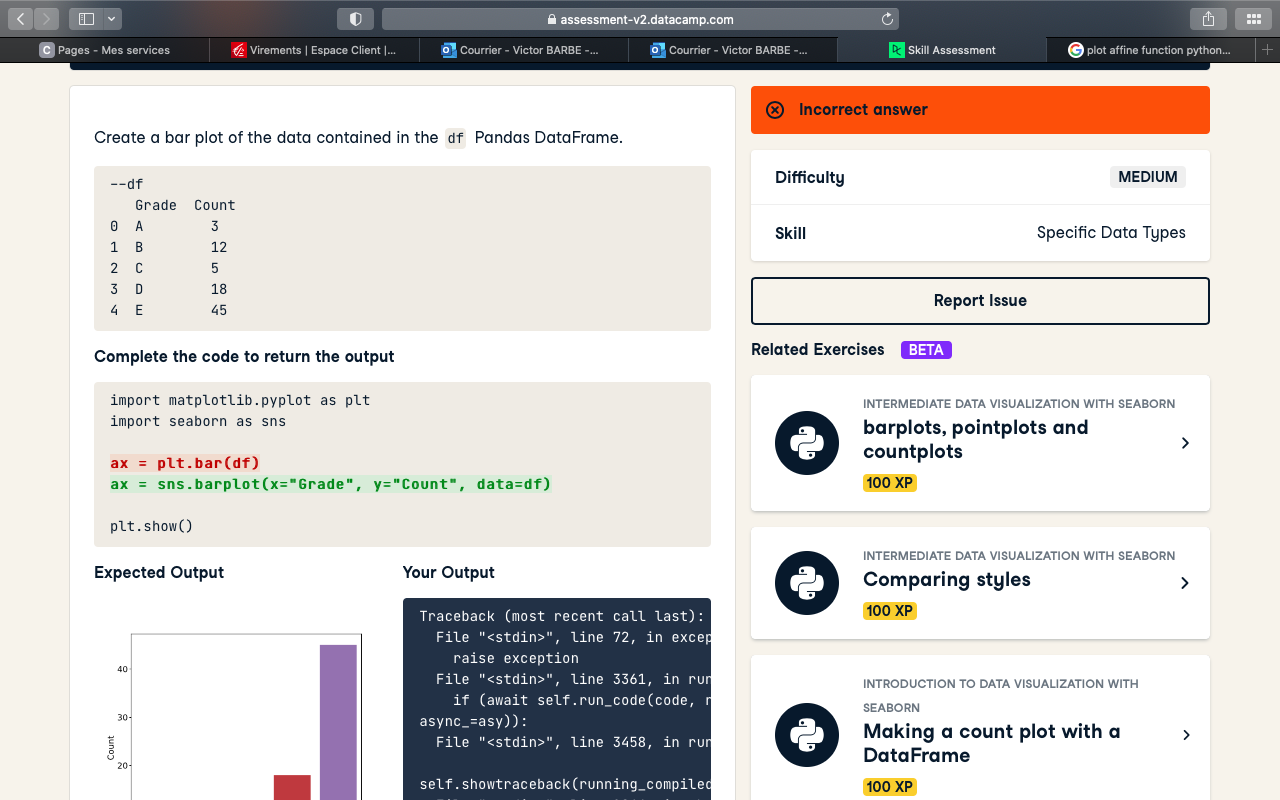 assessment-v2.datacamp.com
C Pages - Mes services
Virements | Espace Client |...
Courrier - Victor BARBE -...
Courrier - Victor BARBE -...
Skill Assessment
plot affine function python...
Create a bar plot of the data contained in the df Pandas DataFrame.
--df
Grade Count
0 A 3
1 B 12
2 C 5
3 D 18
4 E 45
Complete the code to return the output
import matplotlib.pyplot as plt
import seaborn as sns
ax = plt.bar(df)
ax = sns.barplot(x="Grade", y="Count", data=df)
plt.show()
Expected Output
40
30
20
Count
Your Output
Traceback (most recent call last):
File "<stdin>", line 72, in excep
raise exception
File "<stdin>", line 3361, in run
if (await self.run_code(code, r
async_=asy)):
File "<stdin>", line 3458, in run
self.showtraceback(running_compiled
Incorrect answer
Difficulty MEDIUM
Skill Specific Data Types
Report Issue
Related Exercises BETA
INTERMEDIATE DATA VISUALIZATION WITH SEABORN
barplots, pointplots and
countplots
100 XP
INTERMEDIATE DATA VISUALIZATION WITH SEABORN
Comparing styles
100 XP
INTRODUCTION TO DATA VISUALIZATION WITH
SEABORN
Making a count plot with a
DataFrame
100 XP